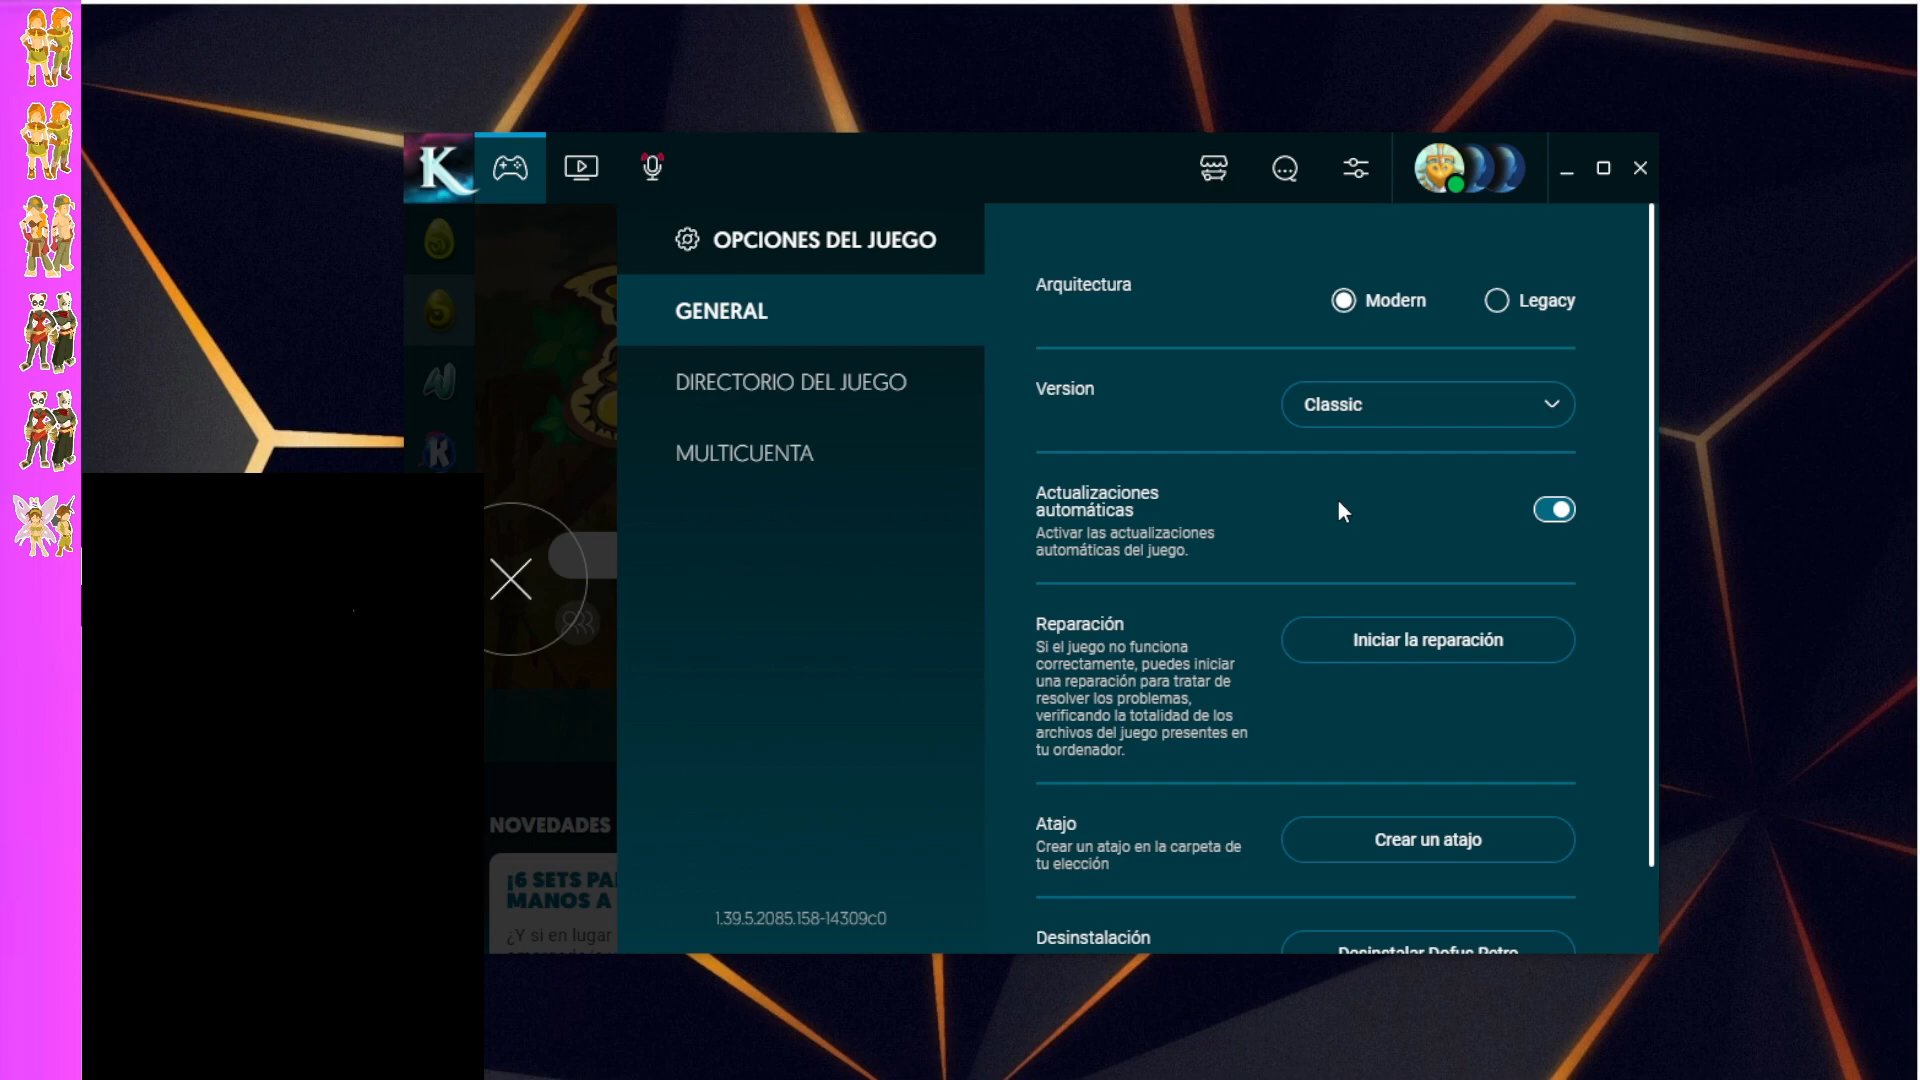 OPCIONES DEL JUEGO
GENERAL
DIRECTORIO DEL JUEGO
MULTICUENTA
1.39.5.2085.158-14309c0
NOVEDADES
¡6 SETS PA
MANOS A
¿Y si en lugar
Arquitectura
Modern
Legacy
Version
Classic
Actualizaciones
automáticas
Activar las actualizaciones
automáticas del juego.
Reparación
Si el juego no funciona
correctamente, puedes iniciar
una reparación para tratar de
resolver los problemas,
verificando la totalidad de los
archivos del juego presentes en
tu ordenador.
Iniciar la reparación
Atajo
Crear un atajo en la carpeta de
tu elección
Crear un atajo
Desinstalación
Desinstalar Dofus Retro